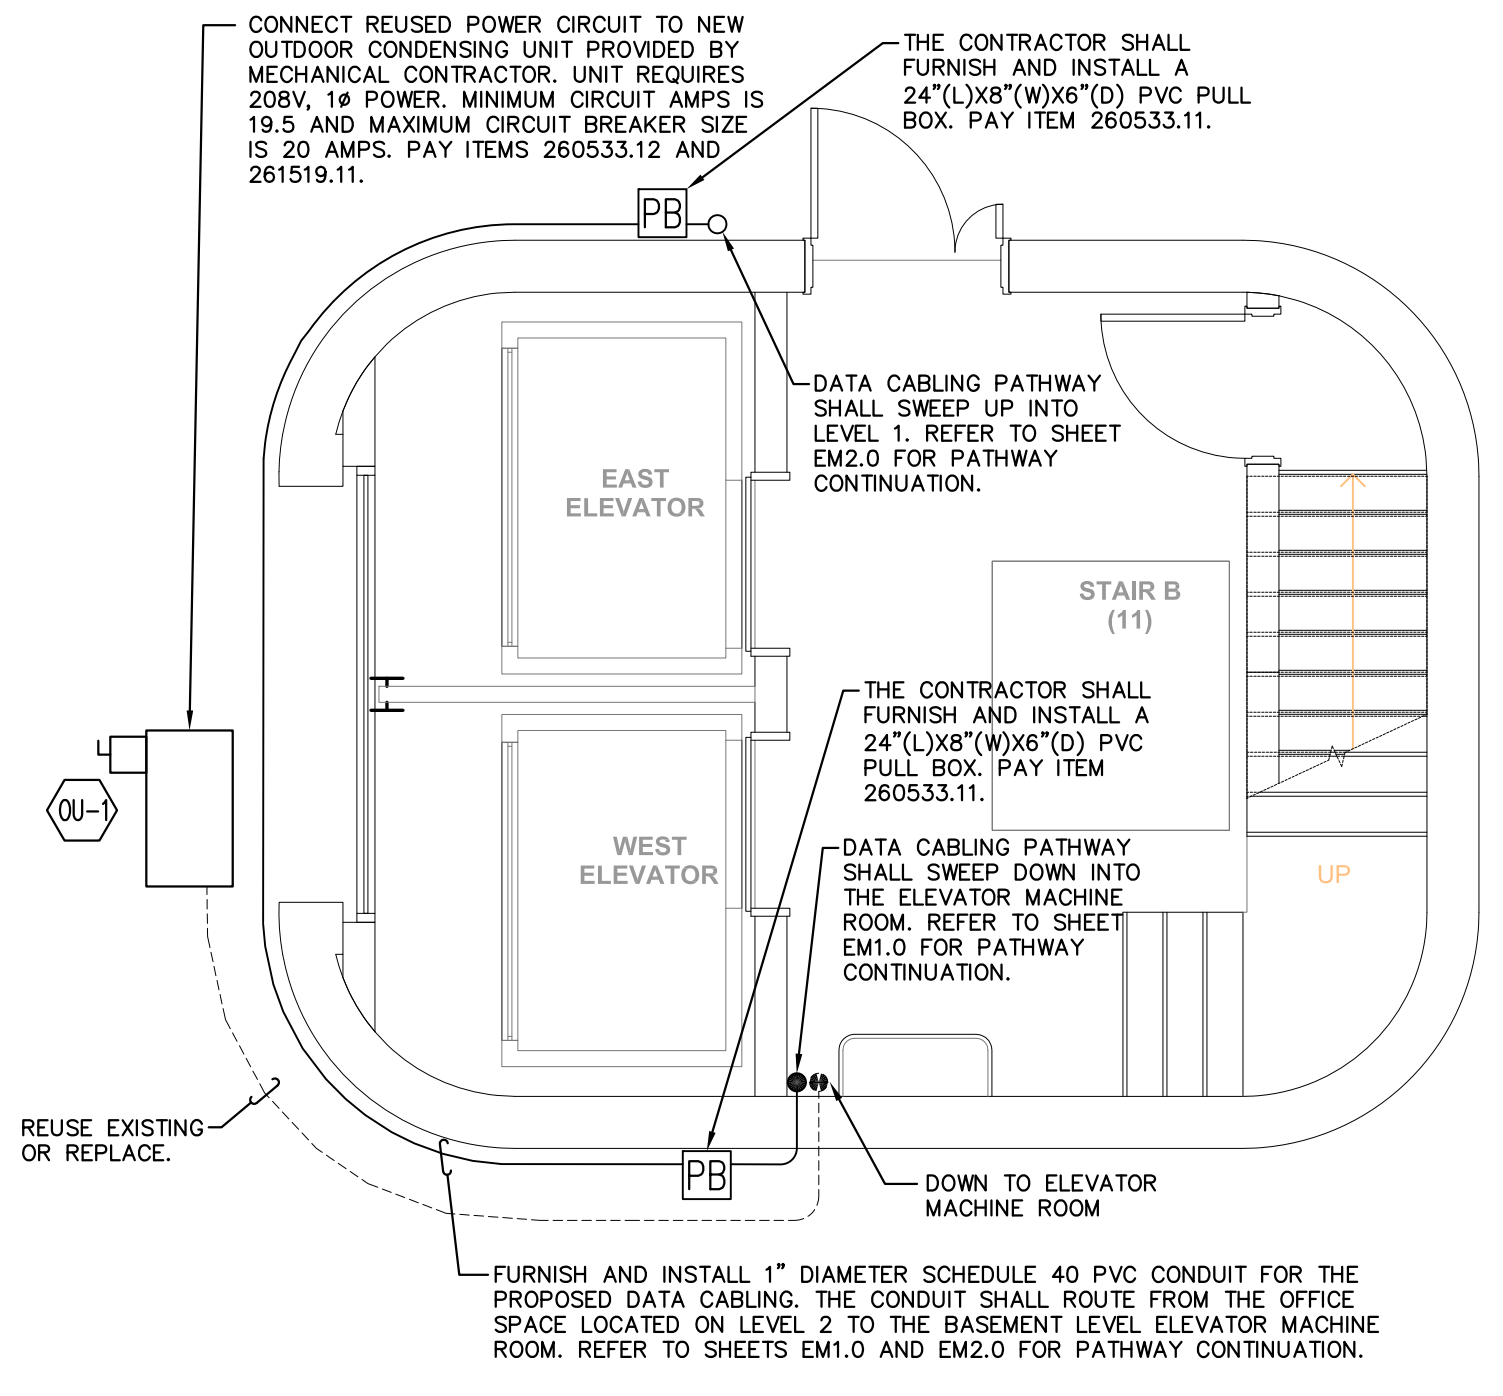 CONNECT REUSED POWER CIRCUIT TO NEW
OUTDOOR CONDENSING UNIT PROVIDED BY
MECHANICAL CONTRACTOR. UNIT REQUIRES
208V, 1ø POWER. MINIMUM CIRCUIT AMPS IS
19.5 AND MAXIMUM CIRCUIT BREAKER SIZE
IS 20 AMPS. PAY ITEMS 260533.12 AND
261519.11.
THE CONTRACTOR SHALL
FURNISH AND INSTALL A
24"(L)X8"(W)X6"(D) PVC PULL
BOX. PAY ITEM 260533.11.
PB
DATA CABLING PATHWAY
SHALL SWEEP UP INTO
LEVEL 1. REFER TO SHEET
EM2.0 FOR PATHWAY
CONTINUATION.
EAST
ELEVATOR
STAIR B
(11)
THE CONTRACTOR SHALL
FURNISH AND INSTALL A
24"(L)X8"(W)X6"(D) PVC
PULL BOX. PAY ITEM
260533.11.
OU-1
WEST
ELEVATOR
DATA CABLING PATHWAY
SHALL SWEEP DOWN INTO
THE ELEVATOR MACHINE
ROOM. REFER TO SHEET
EM1.0 FOR PATHWAY
CONTINUATION.
UP
REUSE EXISTING
OR REPLACE.
PB
DOWN TO ELEVATOR
MACHINE ROOM
FURNISH AND INSTALL 1" DIAMETER SCHEDULE 40 PVC CONDUIT FOR THE
PROPOSED DATA CABLING. THE CONDUIT SHALL ROUTE FROM THE OFFICE
SPACE LOCATED ON LEVEL 2 TO THE BASEMENT LEVEL ELEVATOR MACHINE
ROOM. REFER TO SHEETS EM1.0 AND EM2.0 FOR PATHWAY CONTINUATION.